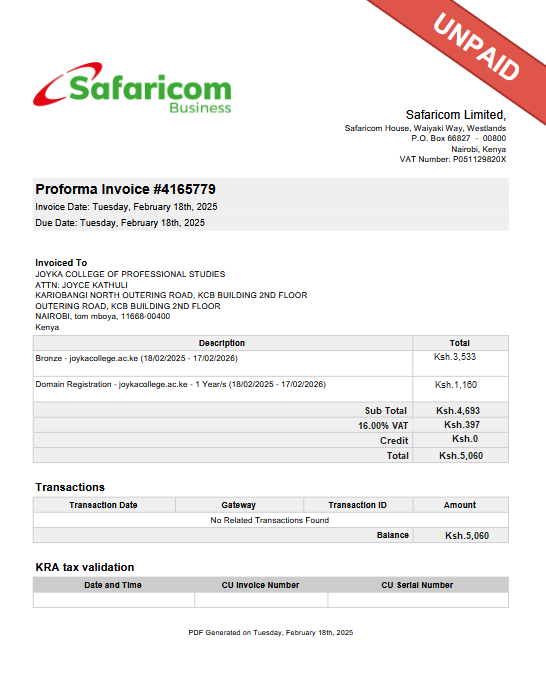 UNPAID
Safaricom
Business
Safaricom Limited,
Safaricom House, Waiyaki Way, Westlands
P.O. Box 66827 - 00800
Nairobi, Kenya
VAT Number: P051129820X
Proforma Invoice #4165779
Invoice Date: Tuesday, February 18th, 2025
Due Date: Tuesday, February 18th, 2025
Invoiced To
JOYKA COLLEGE OF PROFESSIONAL STUDIES
ATTN: JOYCE KATHULI
KARIOBANGI NORTH OUTERING ROAD, KCB BUILDING 2ND FLOOR
OUTERING ROAD, KCB BUILDING 2ND FLOOR
NAIROBI, tom mboya, 11668-00400
Kenya
Description Total
Bronze - joykacollege.ac.ke (18/02/2025 - 17/02/2026) Ksh.3,533
Domain Registration - joykacollege.ac.ke - 1 Year/s (18/02/2025 - 17/02/2026) Ksh.1,160
Sub Total Ksh.4,693
16.00% VAT Ksh.397
Credit Ksh.0
Total Ksh.5,060
Transactions
Transaction Date Gateway Transaction ID Amount
No Related Transactions Found
Balance Ksh.5,060
KRA tax validation
Date and Time CU Invoice Number CU Serial Number
PDF Generated on Tuesday, February 18th, 2025